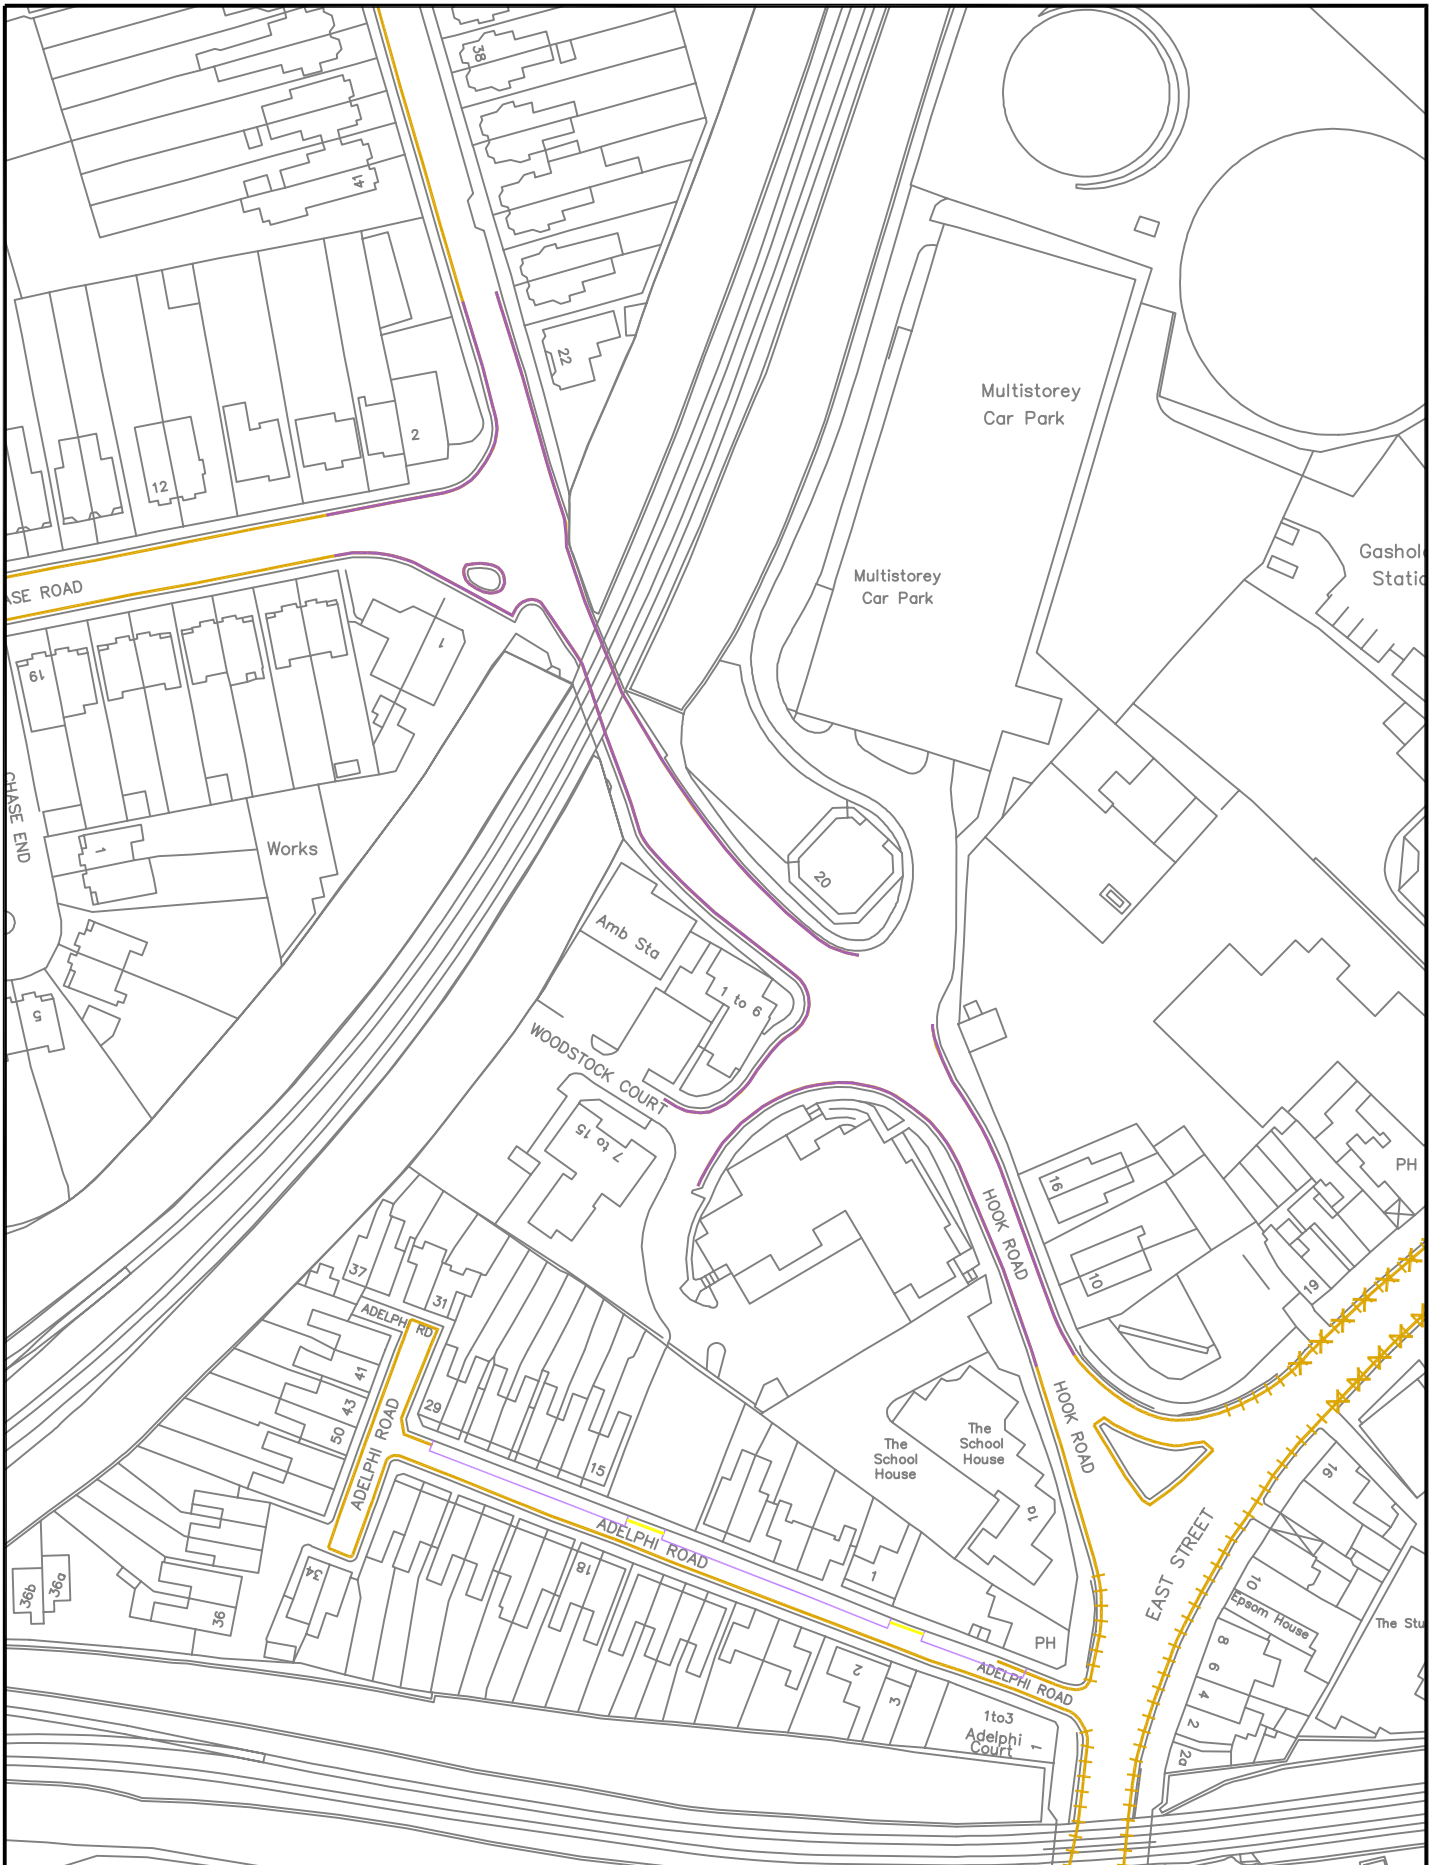 38
41
22
2
12
Multistorey
Car Park
Multistorey
Car Park
Gashol
Static
ASE ROAD
1
19
CHASE END
1
Works
5
20
Amb Sta
1 to 6
WOODSTOCK COURT
7 to 15
PH
16
10
19
HOOK ROAD
HOOK ROAD
37
31
ADELPHI RD
41
43
50
29
15
ADELPHI ROAD
ADELPHI ROAD
The
School
House
The
School
House
1a
16
EAST STREET
10
Epsom House
The Stu
8
6
4
2
2a
36b
36a
34
36
18
1
PH
2
3
ADELPHI ROAD
1to3
Adelphi
Court
1